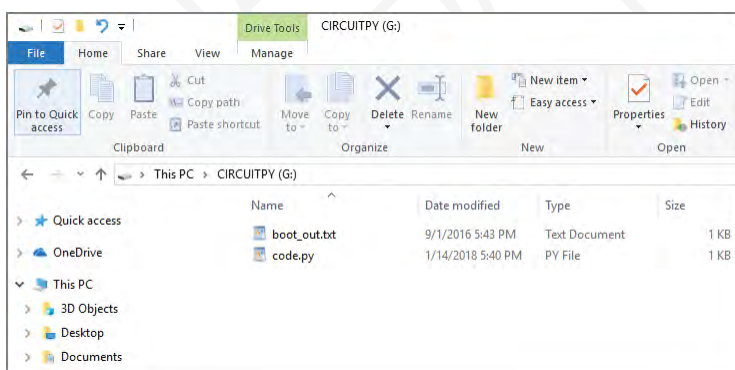 Drive Tools CIRCUITPY (G:)
File Home Share View Manage
Pin to Quick access
Copy
Paste
Cut
Copy path
Paste shortcut
Clipboard
Move to
Copy to
Delete
Rename
Organize
New folder
New item
Easy access
New
Properties
Open
Edit
History
Open
This PC > CIRCUITPY (G:)
Name Date modified Type Size
boot_out.txt 9/1/2016 5:43 PM Text Document 1 KB
code.py 1/14/2018 5:40 PM PY File 1 KB
Quick access
OneDrive
This PC
3D Objects
Desktop
Documents